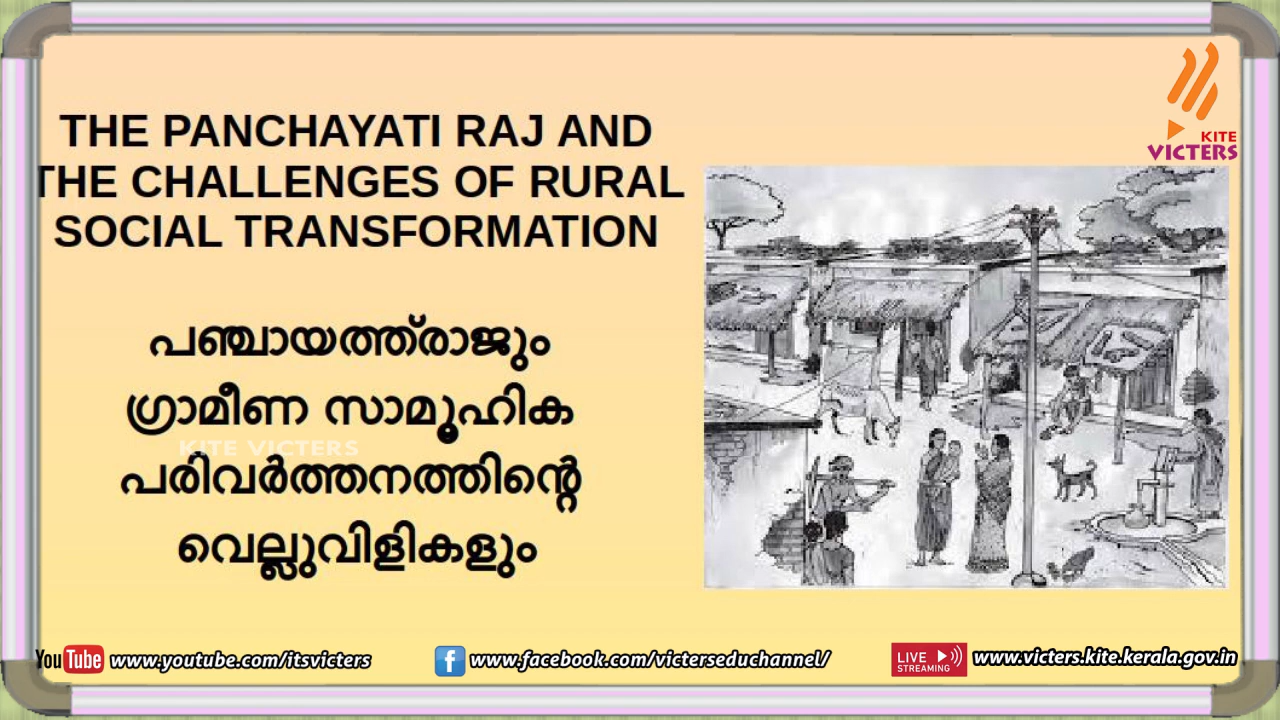 THE PANCHAYATI RAJ AND
THE CHALLENGES OF RURAL
SOCIAL TRANSFORMATION
പഞ്ചായത്ത്‌രാജും
ഗ്രാമീണ സാമൂഹിക
പരിവർത്തനത്തിന്റെ
വെല്ലുവിളികളും
KITE VICTERS
KITE
VICTERS
YouTube www.youtube.com/itsvicters
f www.facebook.com/victerseduchannel/
LIVE STREAMING www.victers.kite.kerala.gov.in